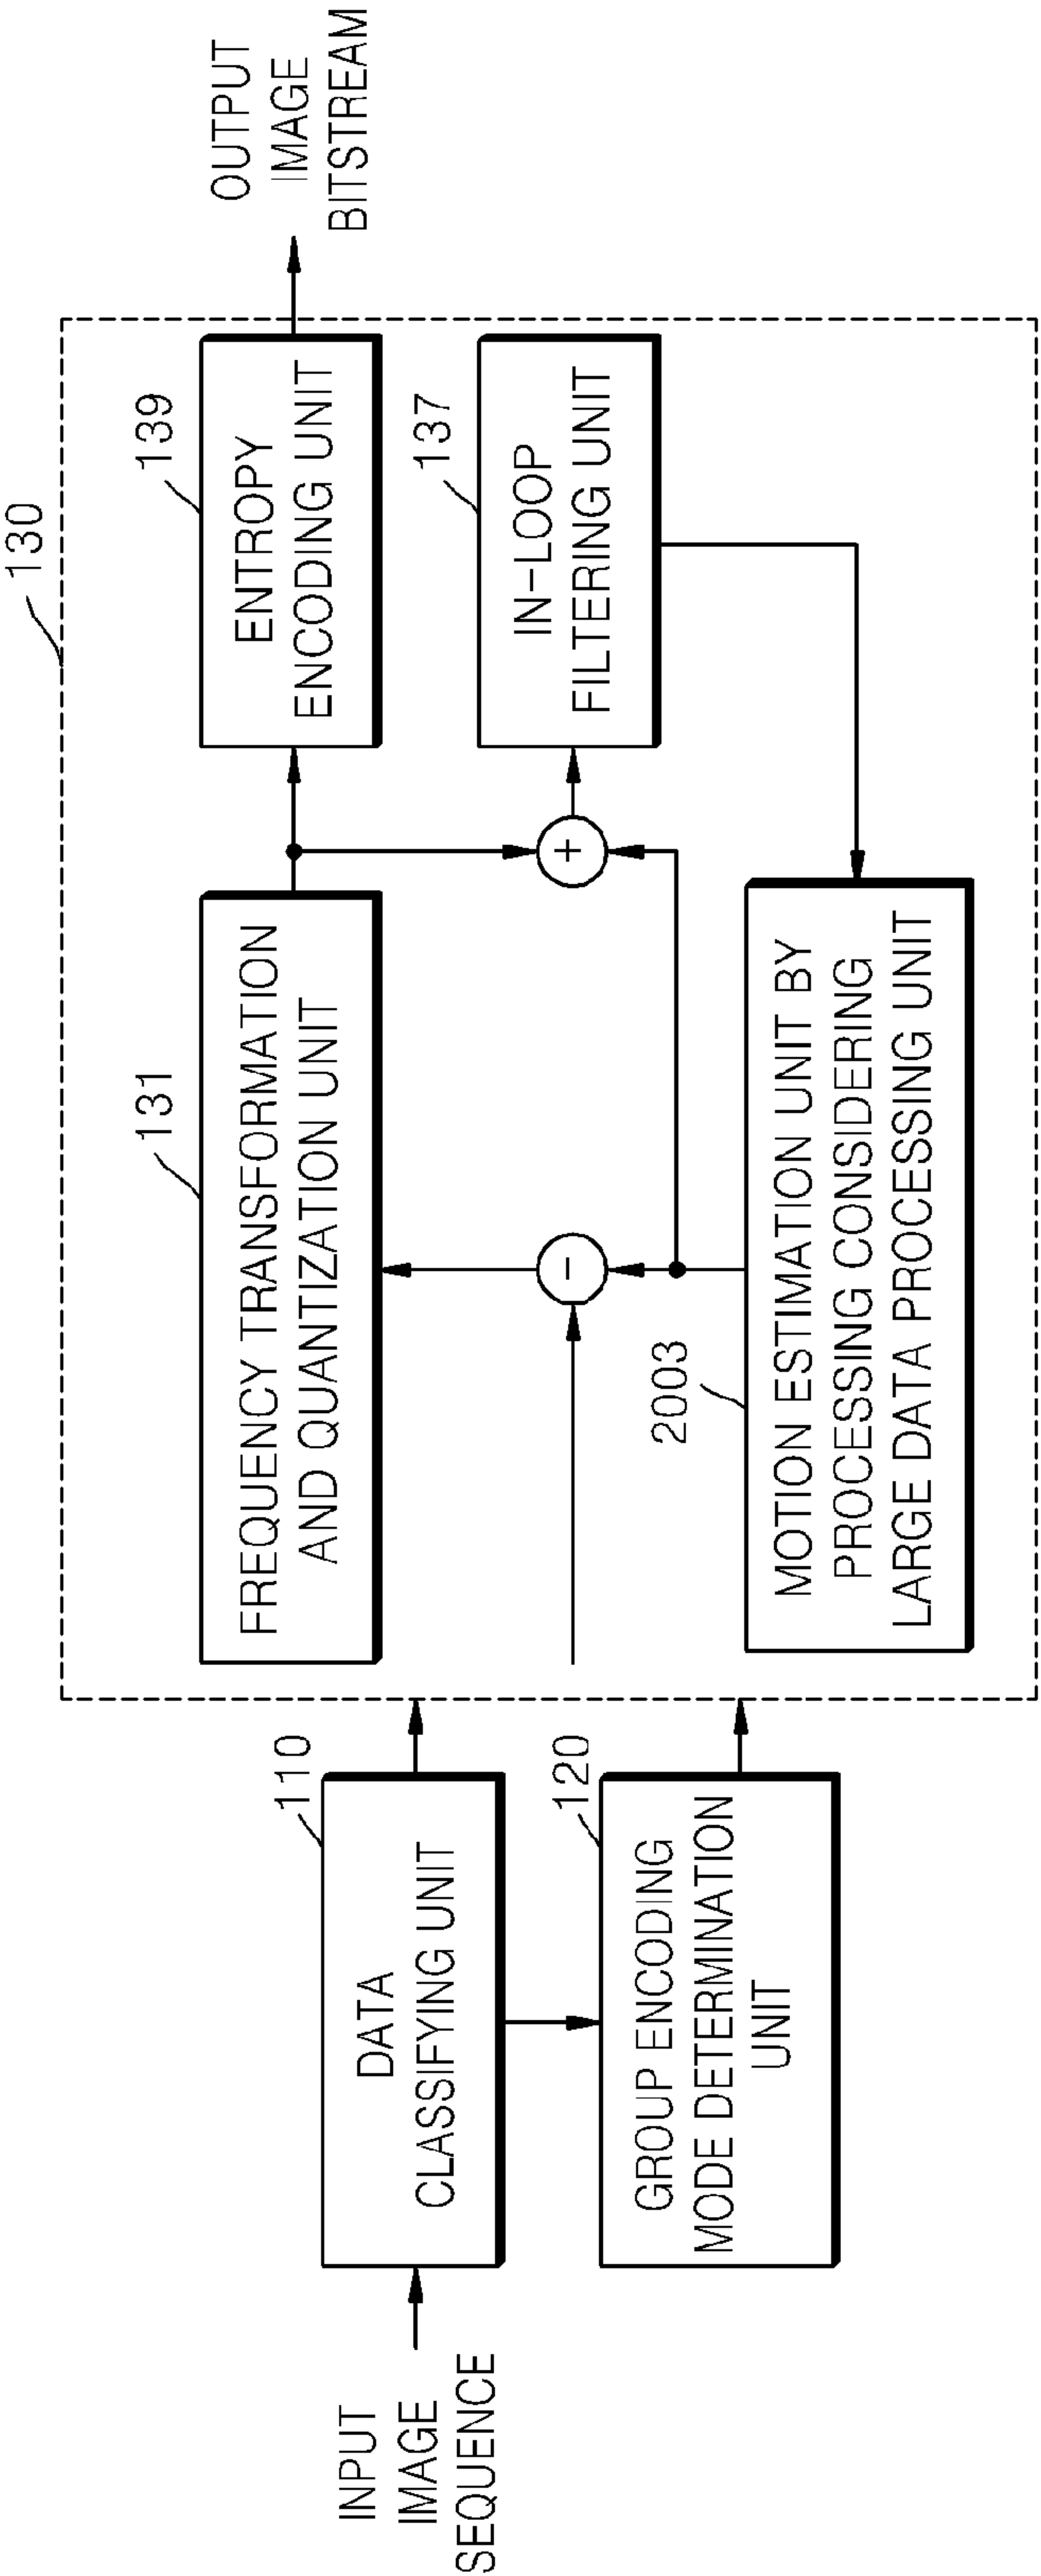 130
INPUT
IMAGE
SEQUENCE
110
DATA
CLASSIFYING UNIT
120
GROUP ENCODING
MODE DETERMINATION
UNIT
131
FREQUENCY TRANSFORMATION
AND QUANTIZATION UNIT
139
ENTROPY
ENCODING UNIT
OUTPUT
IMAGE
BITSTREAM
−
+
137
IN-LOOP
FILTERING UNIT
2003
MOTION ESTIMATION UNIT BY
PROCESSING CONSIDERING
LARGE DATA PROCESSING UNIT